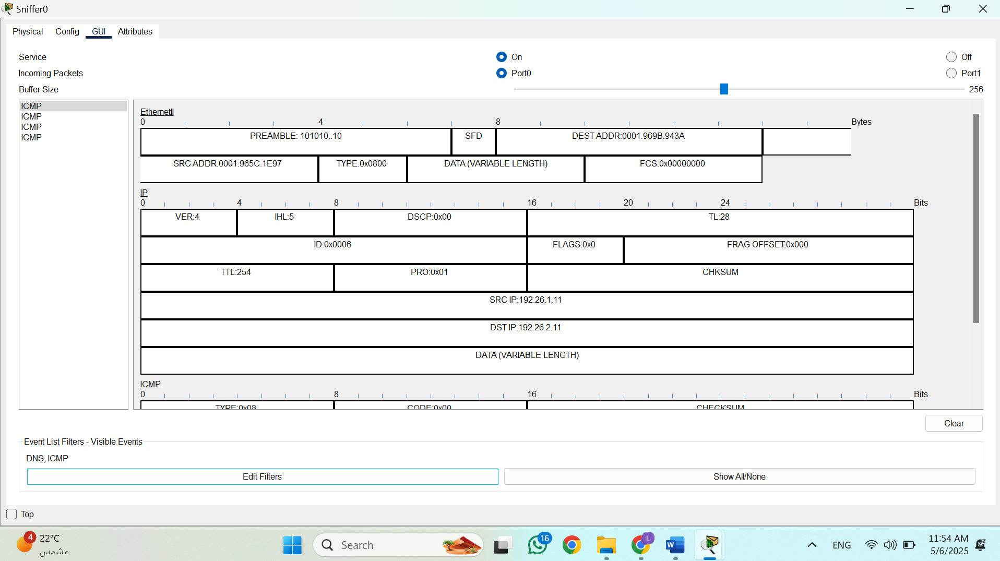 Sniffer0
Physical Config GUI Attributes
Service On Off
Incoming Packets Port0 Port1
Buffer Size 256
ICMP
ICMP
ICMP
ICMP
EthernetII
0 4 8 Bytes
PREAMBLE: 101010..10 SFD DEST ADDR:0001.969B.943A
SRC ADDR:0001.965C.1E97 TYPE:0x0800 DATA (VARIABLE LENGTH) FCS:0x00000000
IP
0 4 8 16 20 24 Bits
VER:4 IHL:5 DSCP:0x00 TL:28
ID:0x0006 FLAGS:0x0 FRAG OFFSET:0x000
TTL:254 PRO:0x01 CHKSUM
SRC IP:192.26.1.11
DST IP:192.26.2.11
DATA (VARIABLE LENGTH)
ICMP
0 8 16 Bits
TYPE:0x08 CODE:0x00 CHECKSUM
Clear
Event List Filters - Visible Events
DNS, ICMP
Edit Filters Show All/None
Top
4 22°C
مشمس
Search
16
L
W
ENG
11:54 AM
5/6/2025